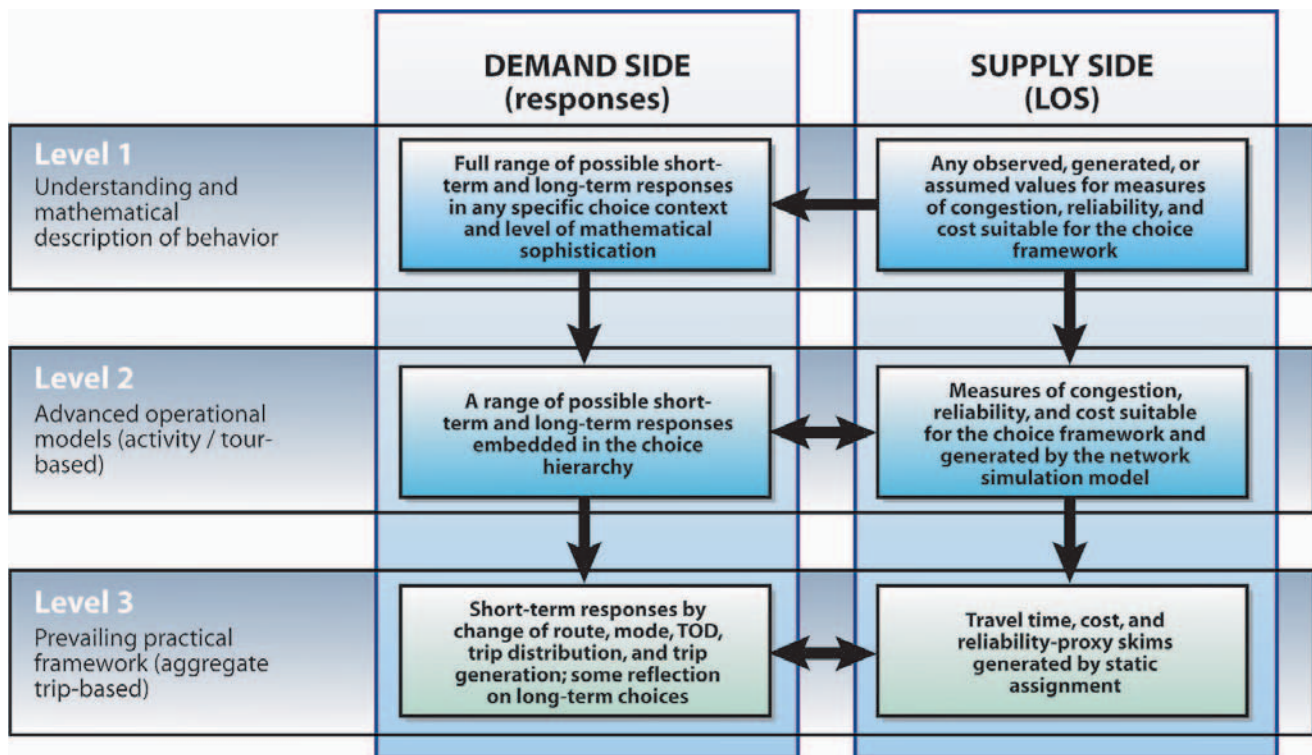 DEMAND SIDE
(responses)
SUPPLY SIDE
(LOS)
Level 1
Understanding and
mathematical
description of behavior
Full range of possible short-
term and long-term responses
in any specific choice context
and level of mathematical
sophistication
Any observed, generated, or
assumed values for measures
of congestion, reliability, and
cost suitable for the choice
framework
Level 2
Advanced operational
models (activity / tour-
based)
A range of possible short-
term and long-term responses
embedded in the choice
hierarchy
Measures of congestion,
reliability, and cost suitable
for the choice framework and
generated by the network
simulation model
Level 3
Prevailing practical
framework (aggregate
trip-based)
Short-term responses by
change of route, mode, TOD,
trip distribution, and trip
generation; some reflection
on long-term choices
Travel time, cost, and
reliability-proxy skims
generated by static
assignment